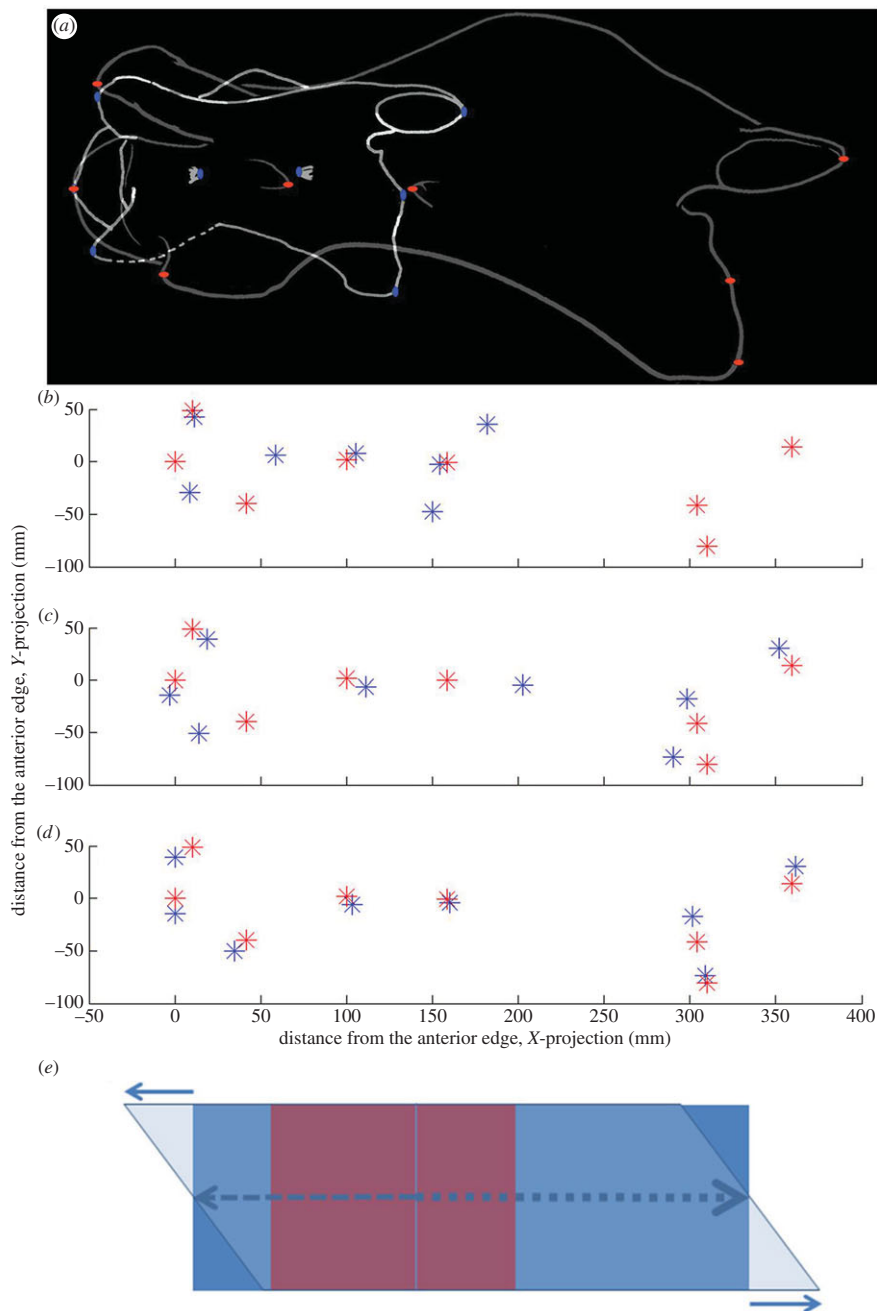 (a)
(b)
50
0
–50
–100
(c)
50
0
–50
–100
(d)
50
0
–50
–100
–50 0 50 100 150 200 250 300 350 400
distance from the anterior edge, X-projection (mm)
distance from the anterior edge, Y-projection (mm)
(e)